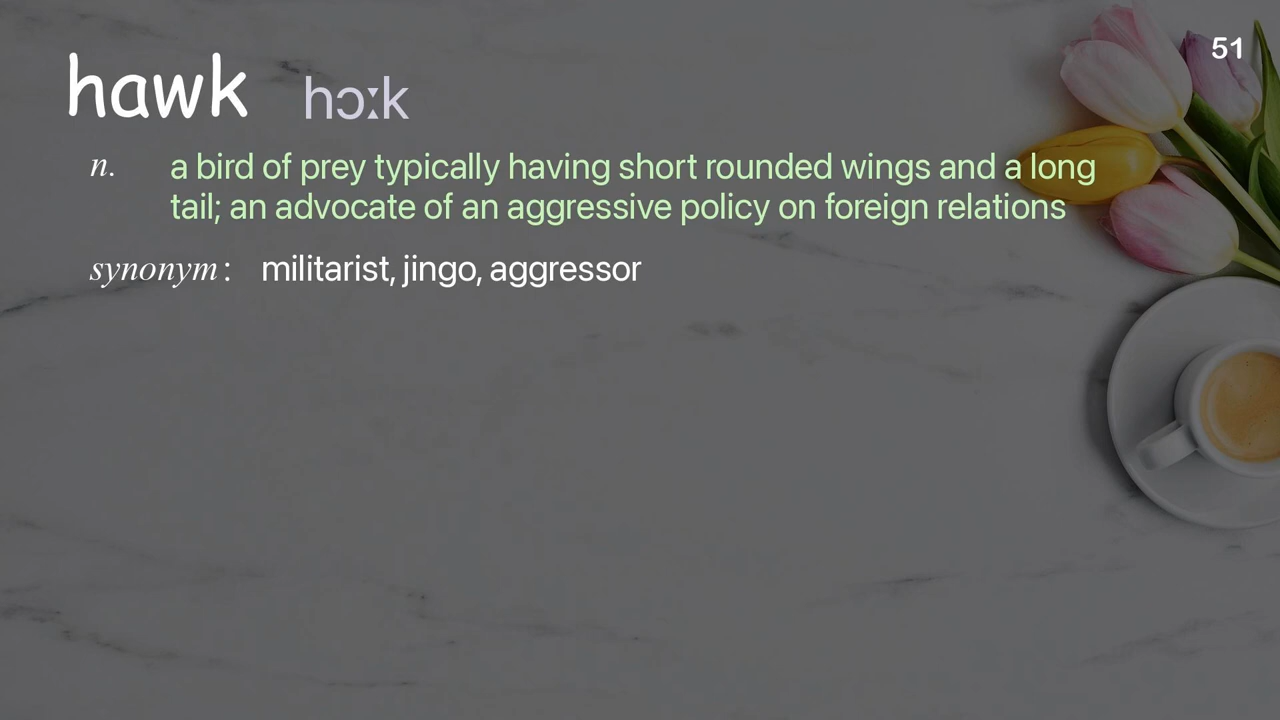 51
hawk hɔːk
n. a bird of prey typically having short rounded wings and a long
tail; an advocate of an aggressive policy on foreign relations
synonym: militarist, jingo, aggressor